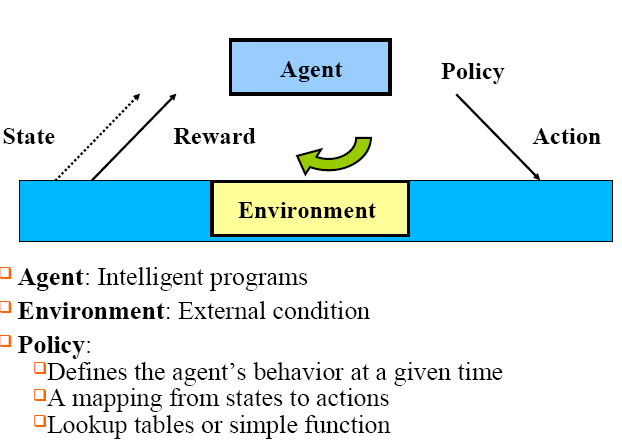 Agent
Policy
State
Reward
Action
Environment
Agent: Intelligent programs
Environment: External condition
Policy:
Defines the agent's behavior at a given time
A mapping from states to actions
Lookup tables or simple function